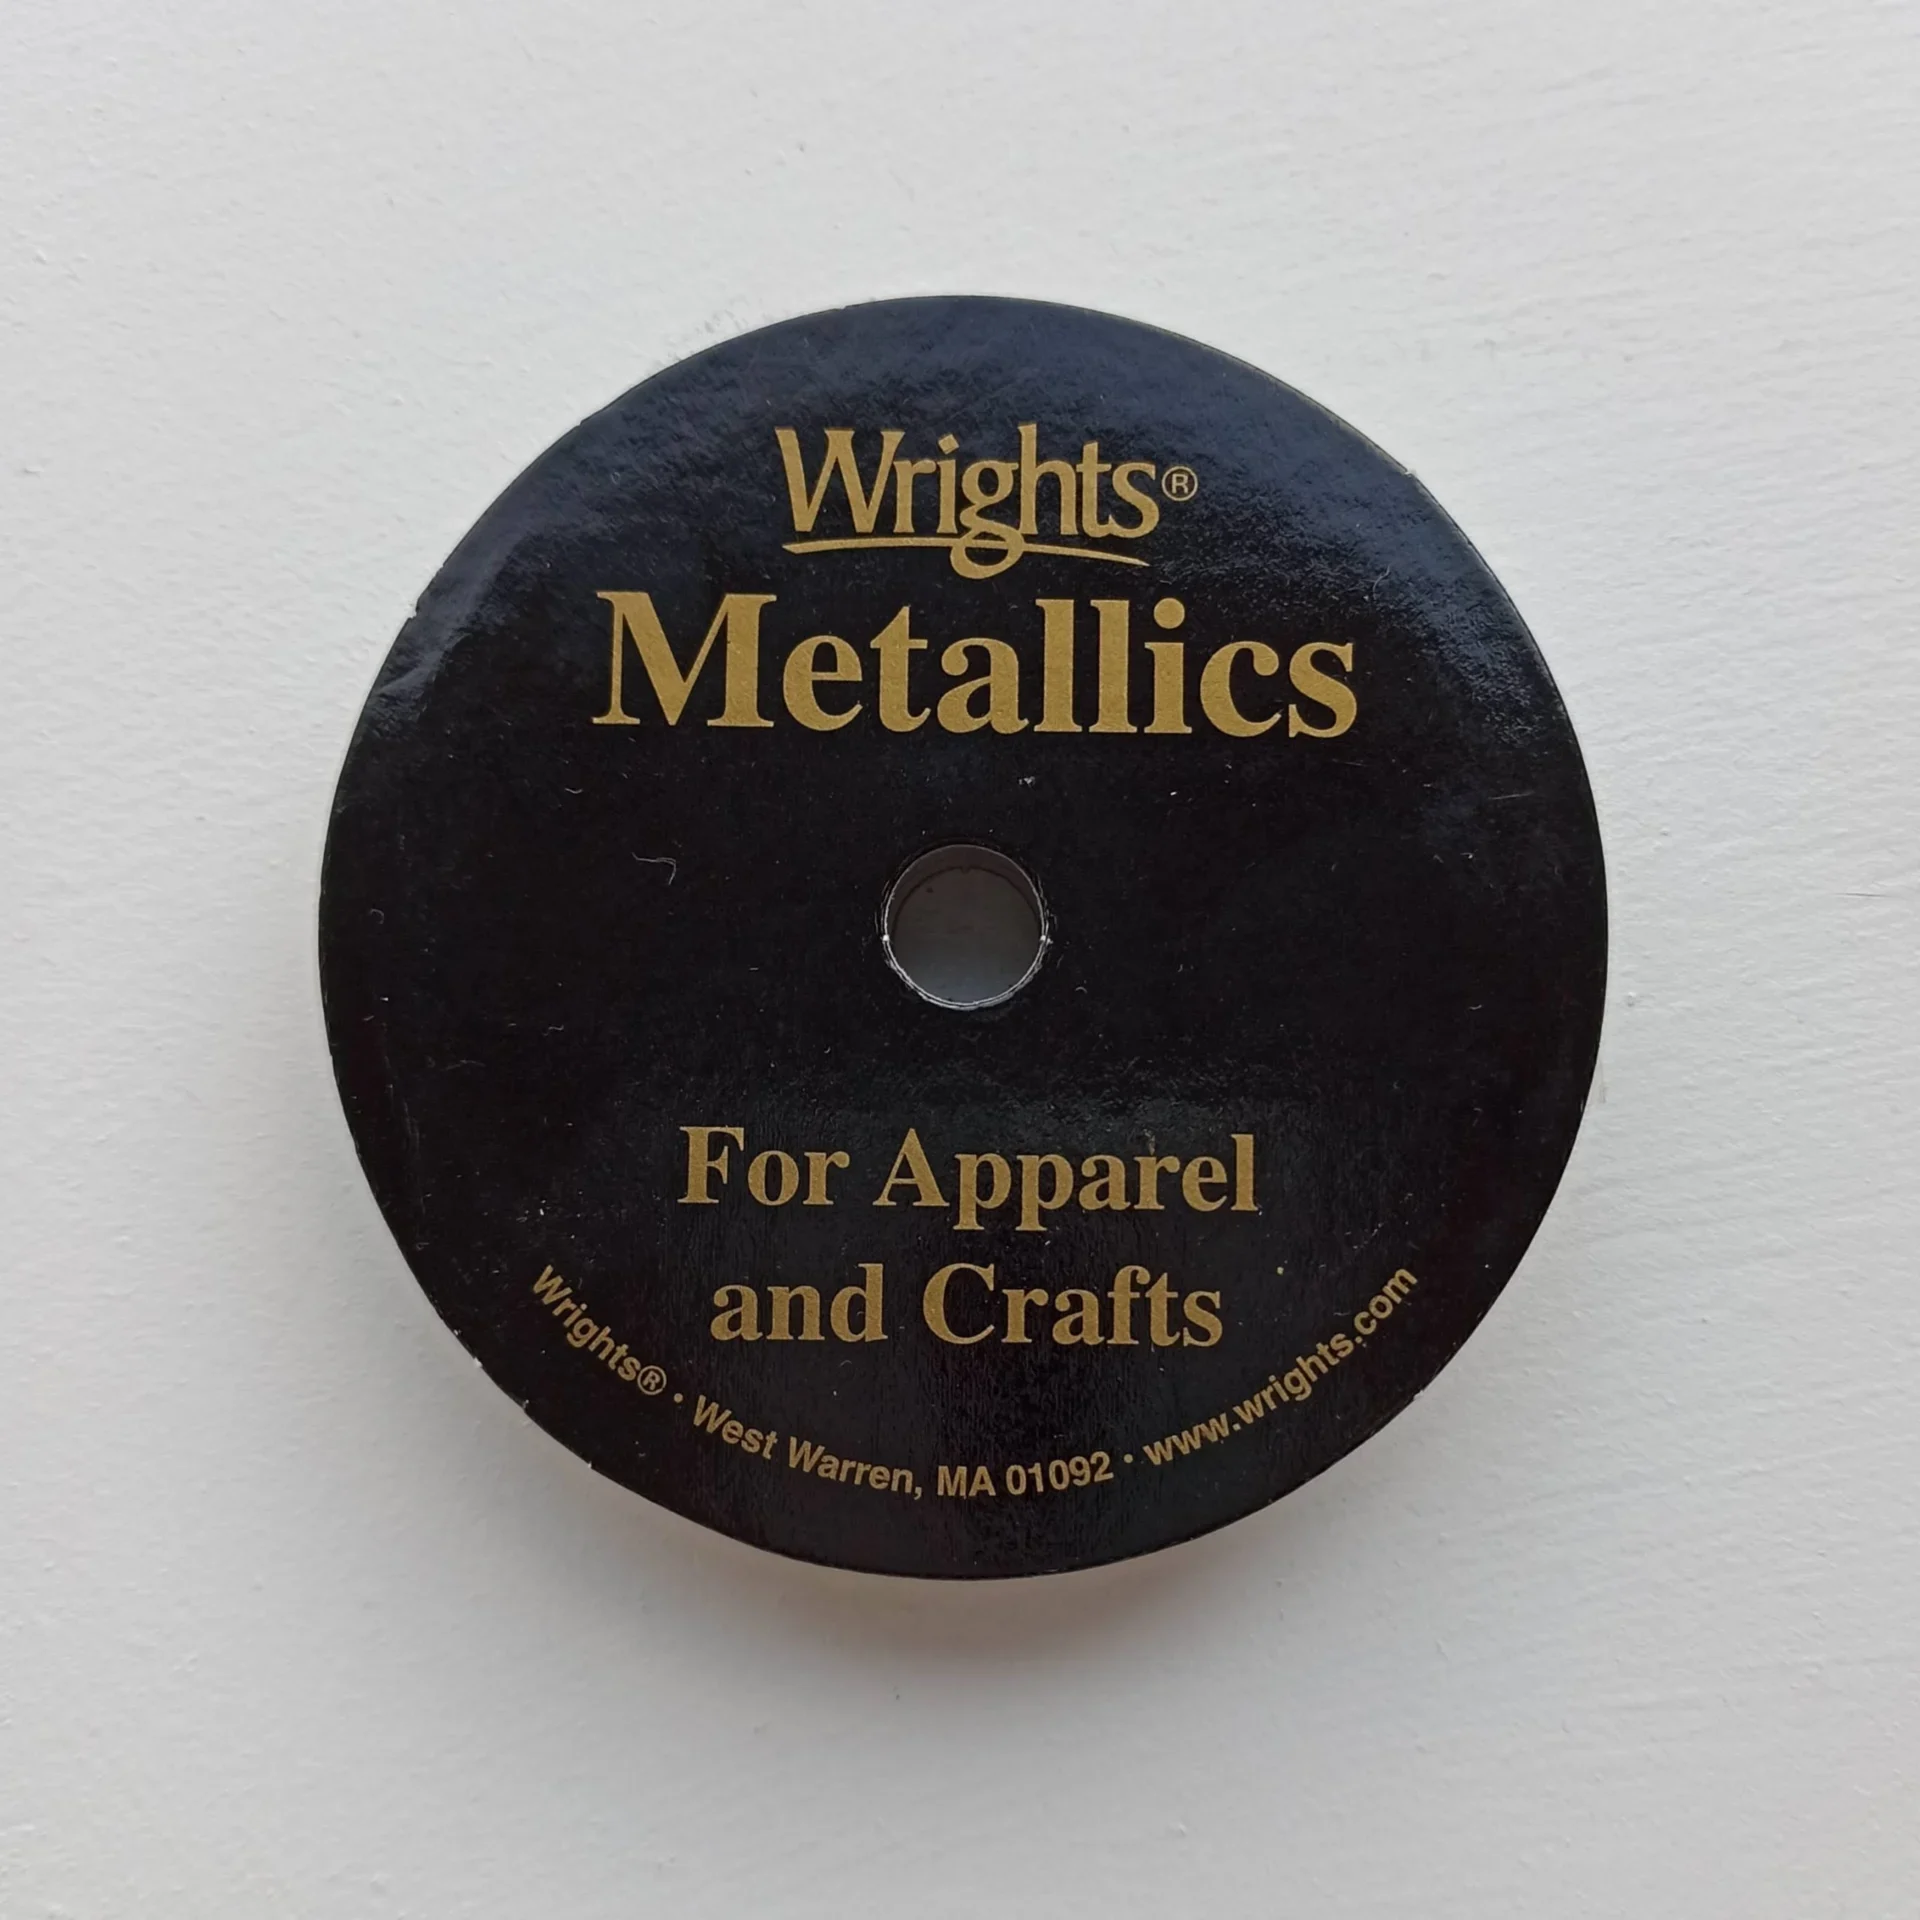 Wrights®
Metallics
For Apparel
and Crafts
Wrights® • West Warren, MA 01092 • www.wrights.com